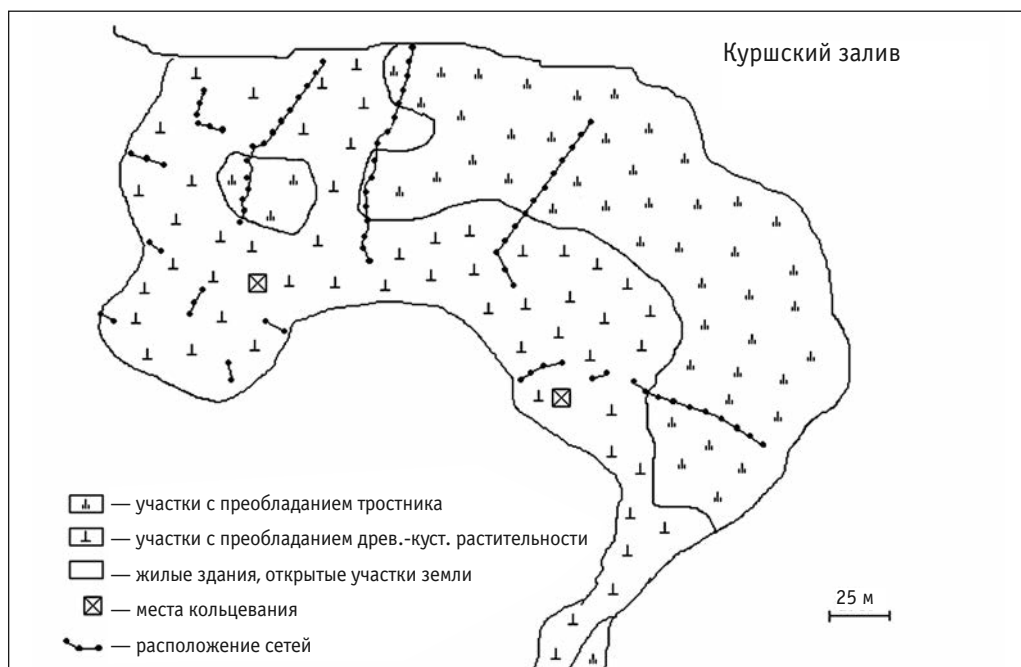 Куршский залив
— участки с преобладанием тростника
— участки с преобладанием древ.-куст. растительности
— жилые здания, открытые участки земли
— места кольцевания
— расположение сетей
25 м